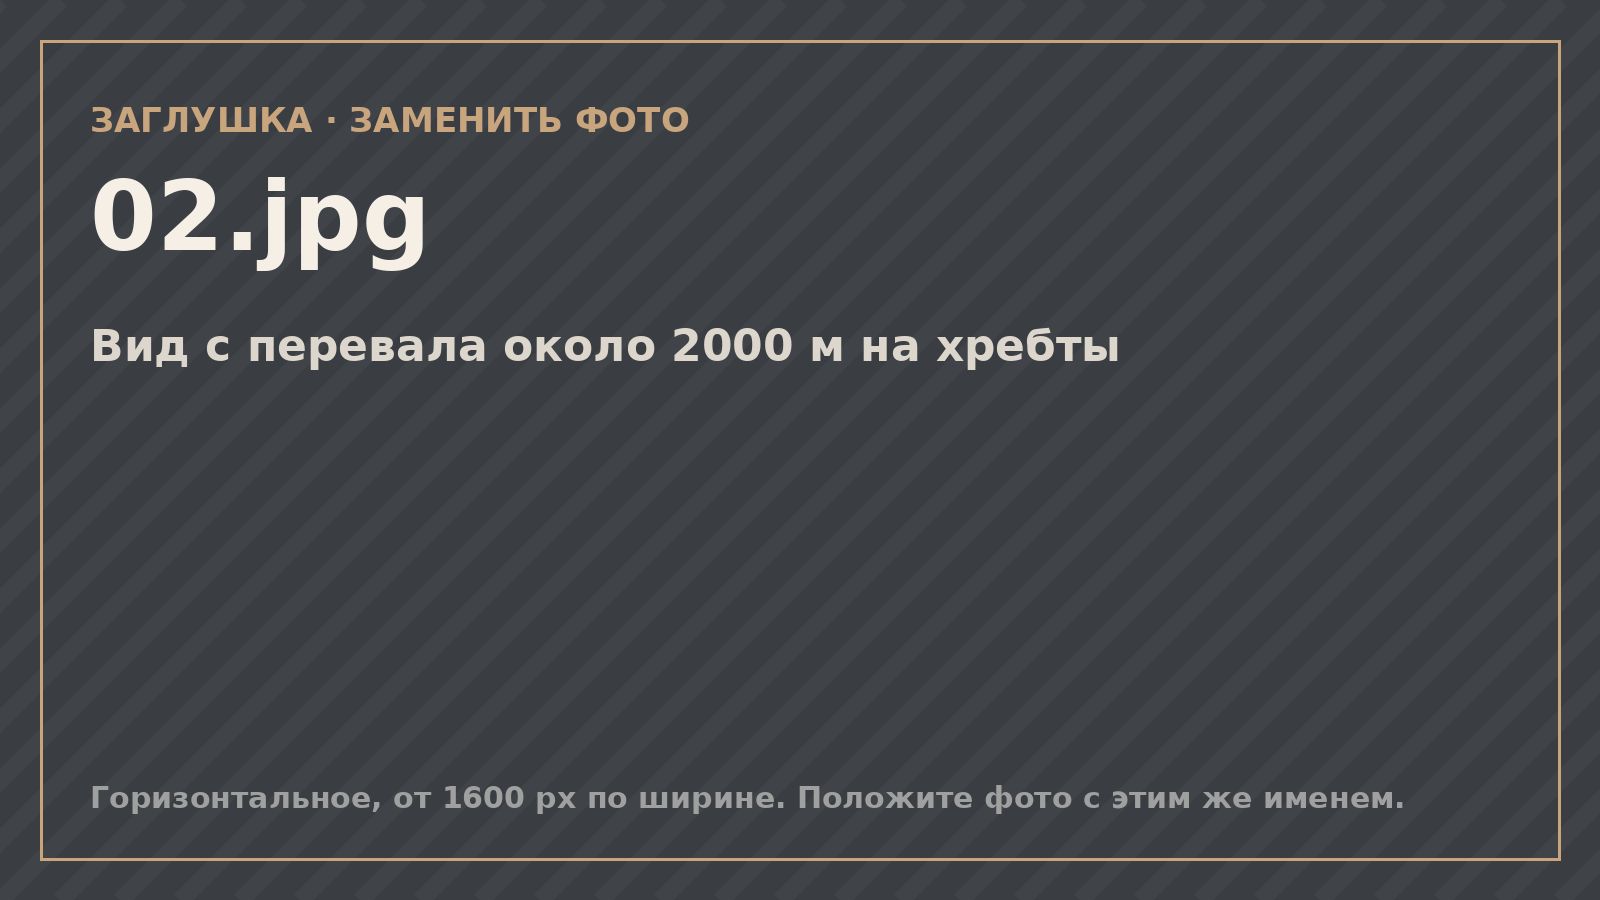 ЗАГЛУШКА · ЗАМЕНИТЬ ФОТО
02.jpg
Вид с перевала около 2000 м на хребты
Горизонтальное, от 1600 px по ширине. Положите фото с этим же именем.